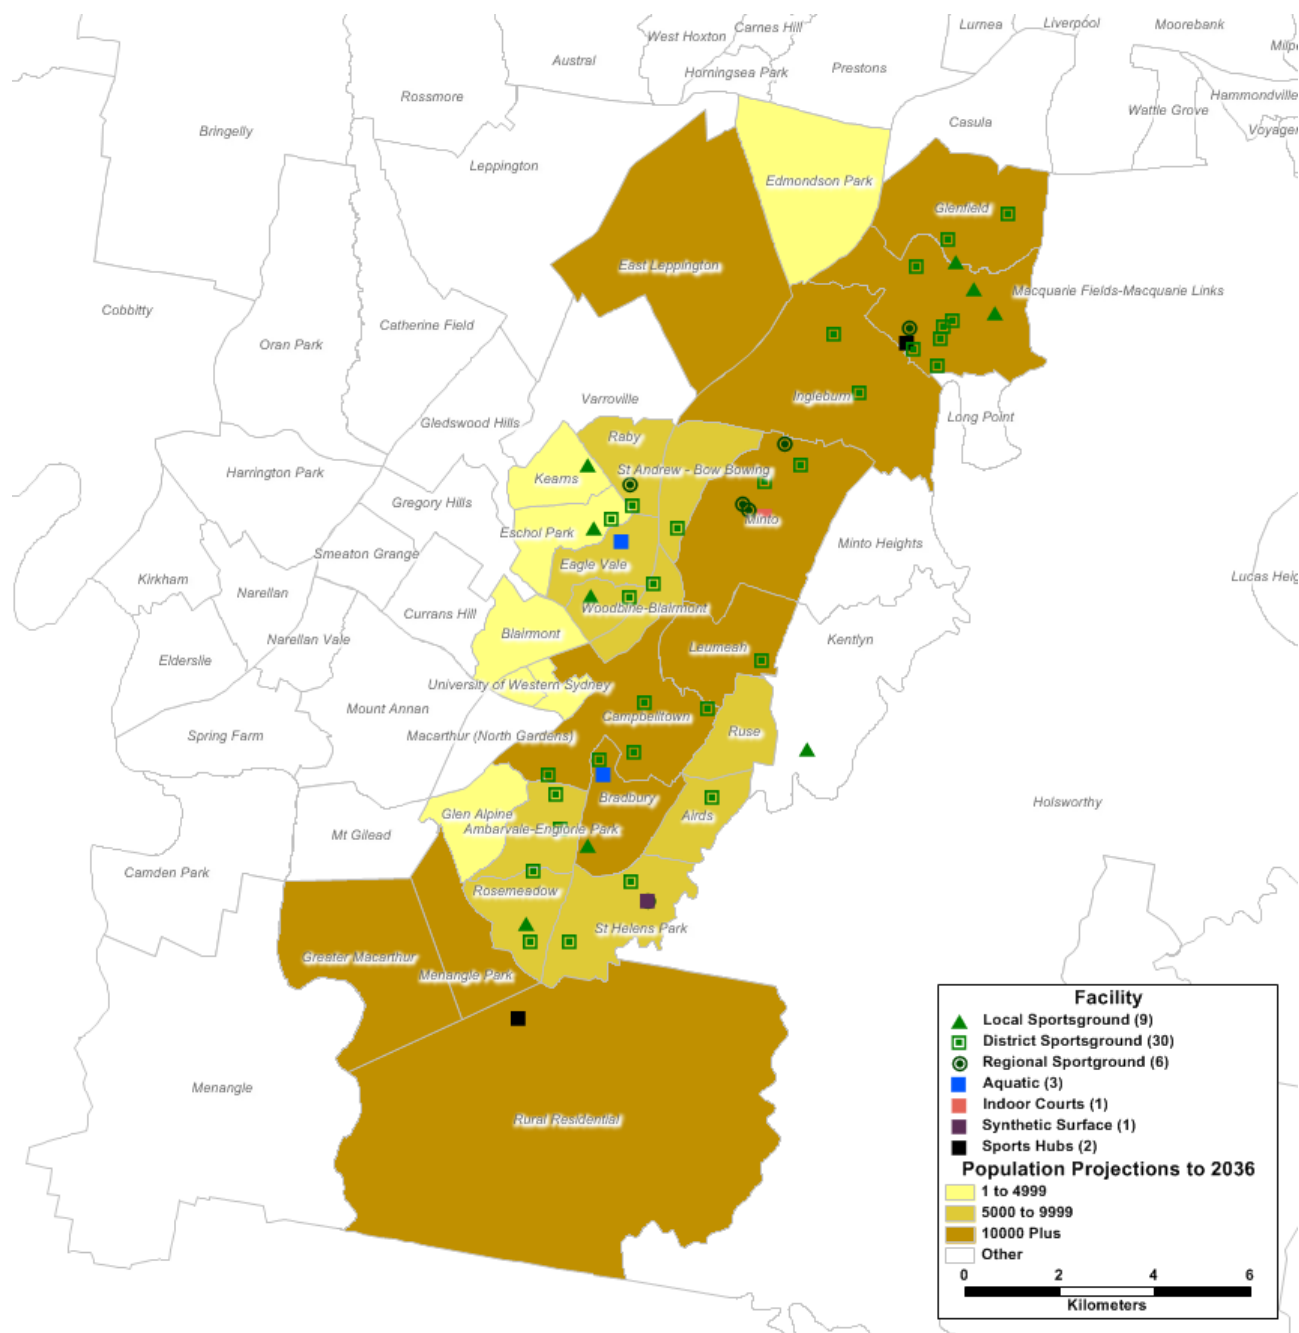 Lurnea
Liverpool
Moorebank
Carnes Hill
West Hoxton
Milpe
Austral
Horningsea Park
Prestons
Rossmore
Hammondville
Wattle Grove
Casula
Voyager
Bringelly
Leppington
Edmondson Park
Glenfield
East Leppington
Macquarie Fields-Macquarie Links
Cobbitty
Catherine Field
Oran Park
Ingleburn
Varroville
Long Point
Gledswood Hills
Raby
Harrington Park
St Andrew - Bow Bowing
Kearns
Gregory Hills
Eschol Park
Minto
Minto Heights
Smeaton Grange
Eagle Vale
Kirkham
Lucas Heig
Narellan
Woodbine-Blairmont
Currans Hill
Blairmont
Narellan Vale
Kentlyn
Leumeah
Elderslie
University of Western Sydney
Mount Annan
Campbelltown
Spring Farm
Macarthur (North Gardens)
Ruse
Bradbury
Holsworthy
Glen Alpine
Airds
Ambarvale-Englorie Park
Mt Gilead
Camden Park
Rosemeadow
St Helens Park
Greater Macarthur
Menangle Park
Menangle
Rural Residential
Facility
Local Sportsground (9)
District Sportsground (30)
Regional Sportground (6)
Aquatic (3)
Indoor Courts (1)
Synthetic Surface (1)
Sports Hubs (2)
Population Projections to 2036
1 to 4999
5000 to 9999
10000 Plus
Other
0 2 4 6
Kilometers